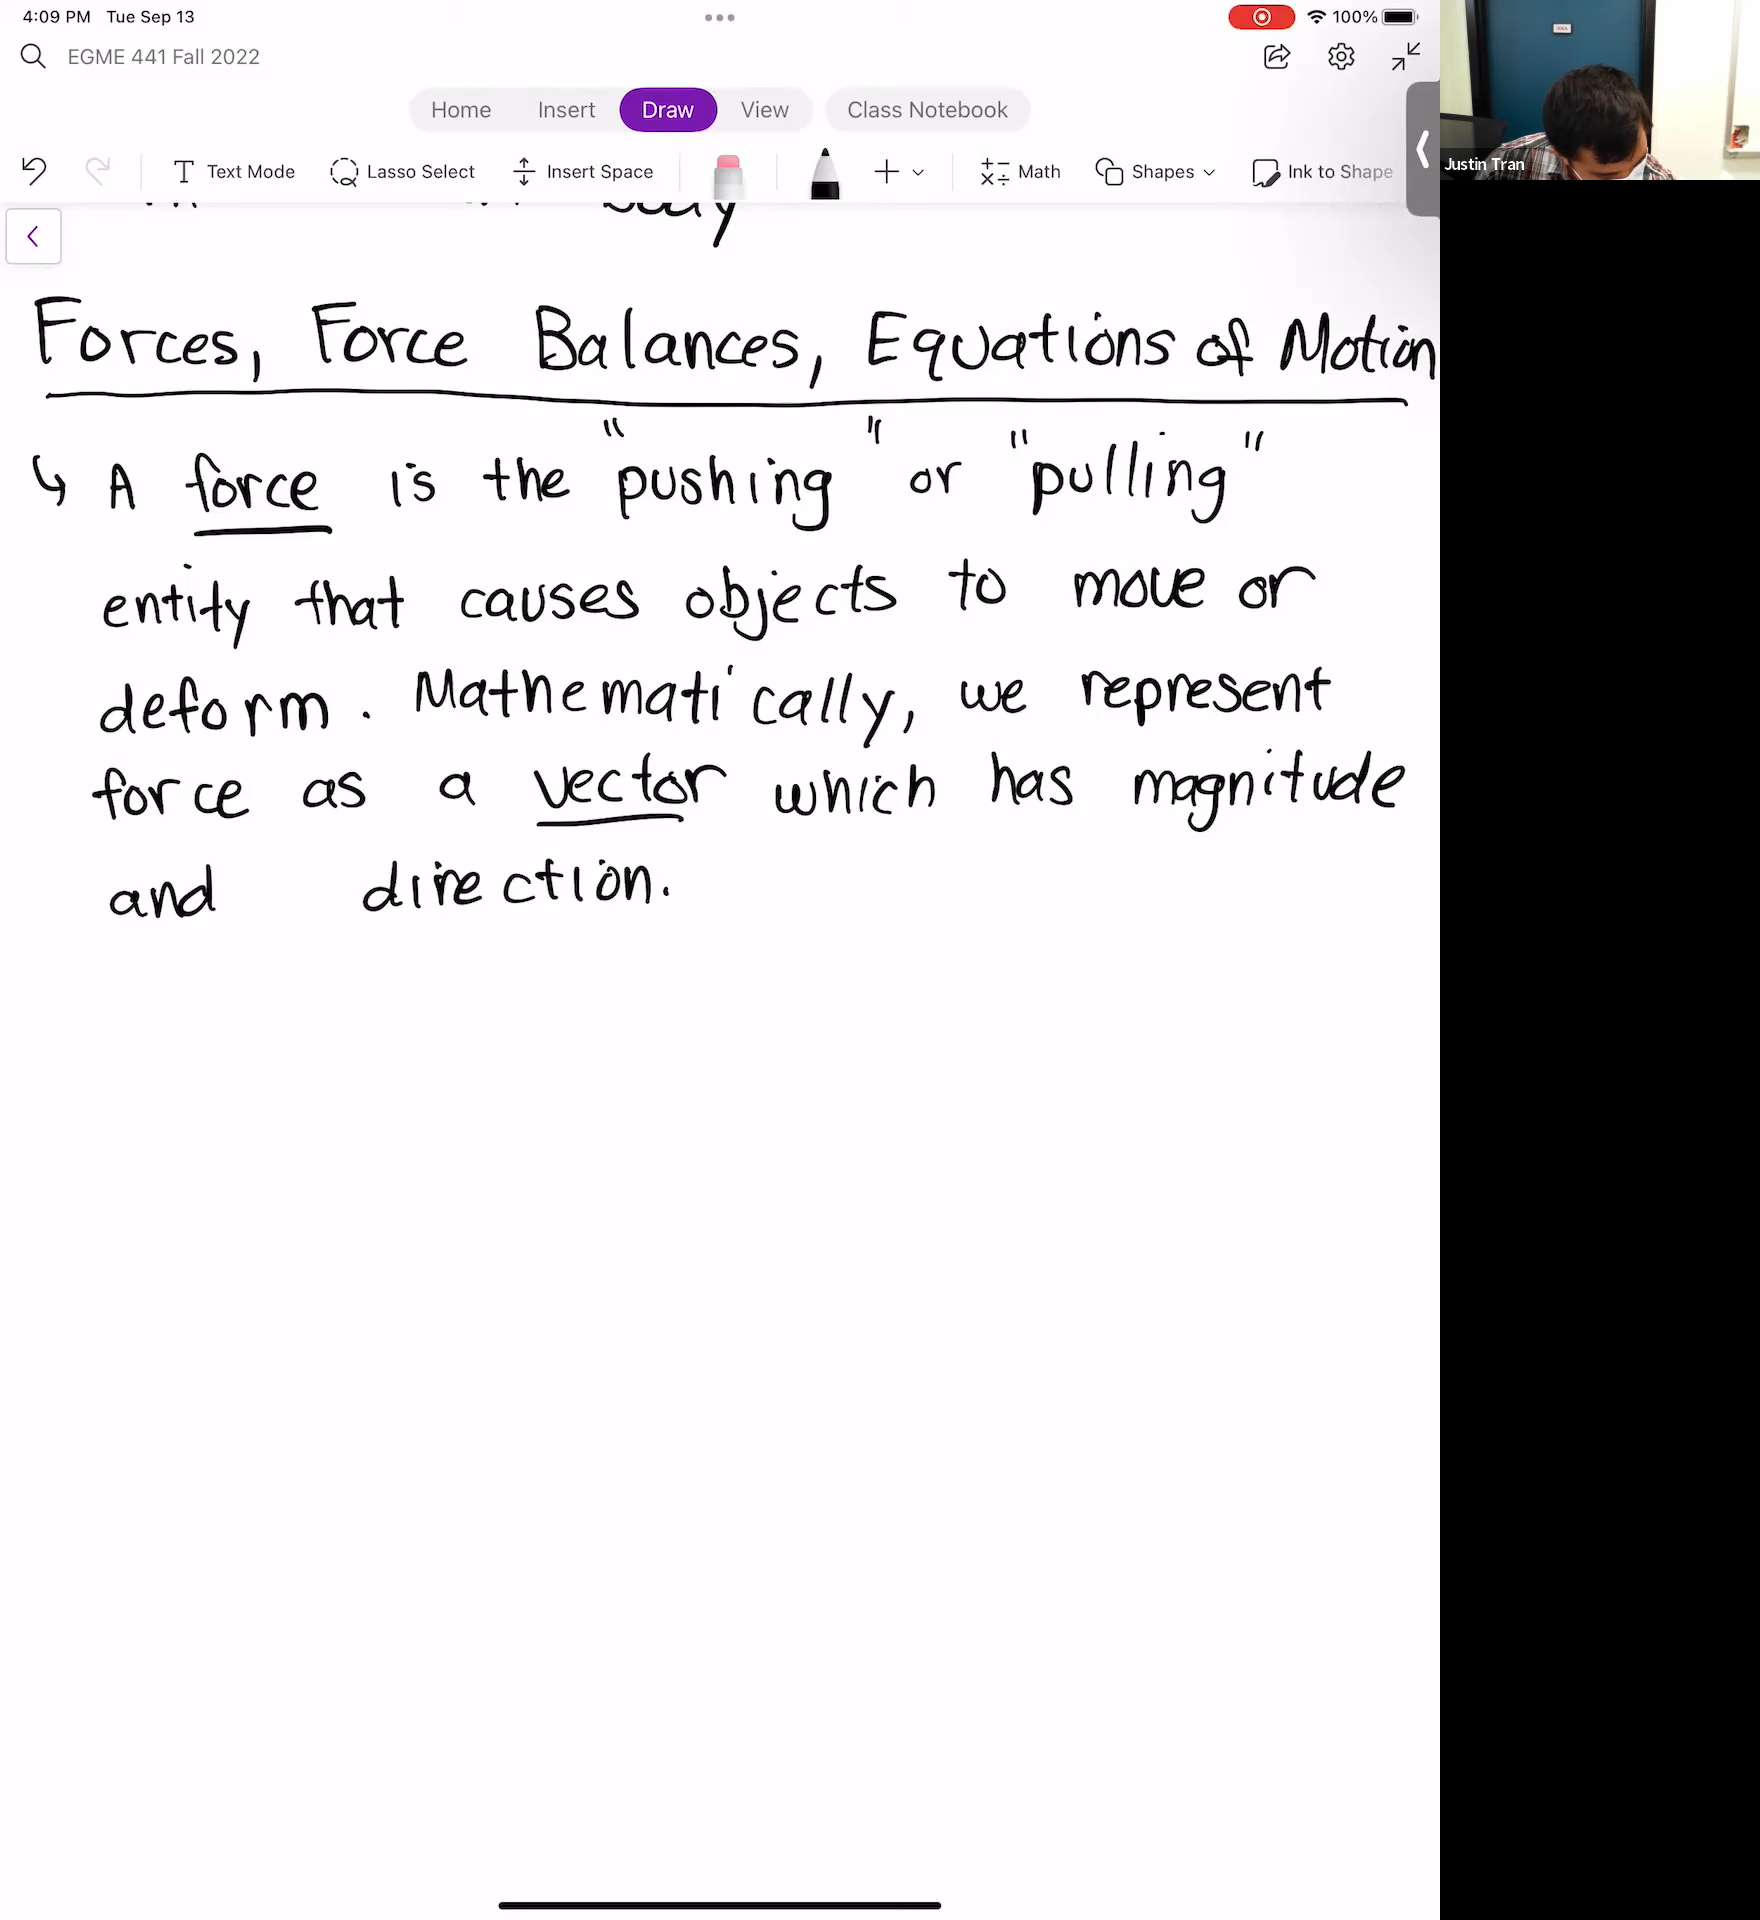 4:09 PM Tue Sep 13
100%
EGME 441 Fall 2022
Home Insert Draw View Class Notebook
Text Mode Lasso Select Insert Space Math Shapes Ink to Shape
Justin Tran
body
Forces, Force Balances, Equations of Motion
↳ A force is the "pushing" or "pulling"
entity that causes objects to move or
deform. Mathematically, we represent
force as a vector which has magnitude
and direction.